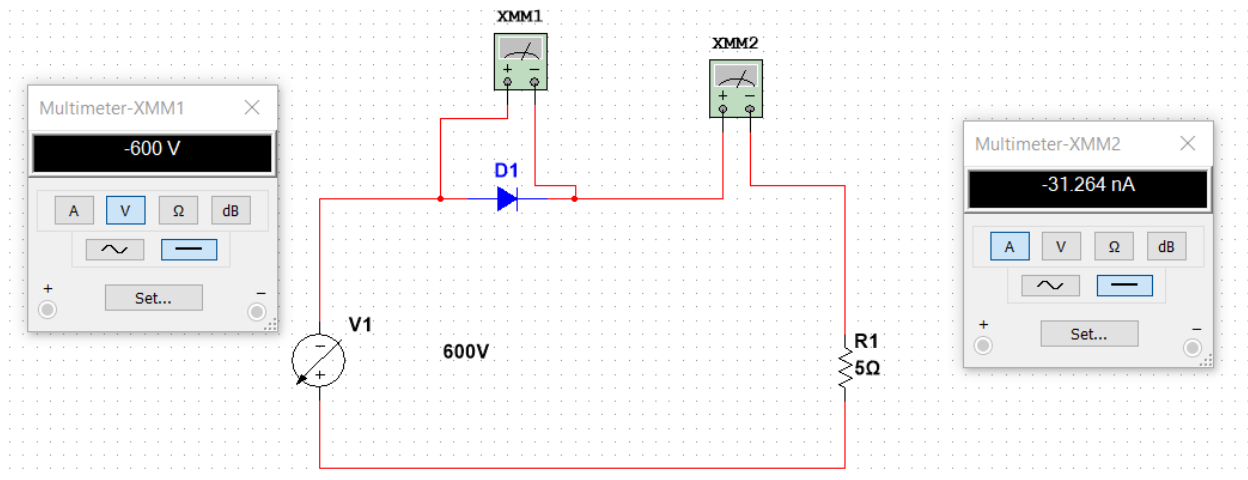 XMM1
XMM2
Multimeter-XMM1
-600 V
A V Ω dB
Set...
+ −
D1
V1
600V
R1
5Ω
Multimeter-XMM2
-31.264 nA
A V Ω dB
Set...
+ −